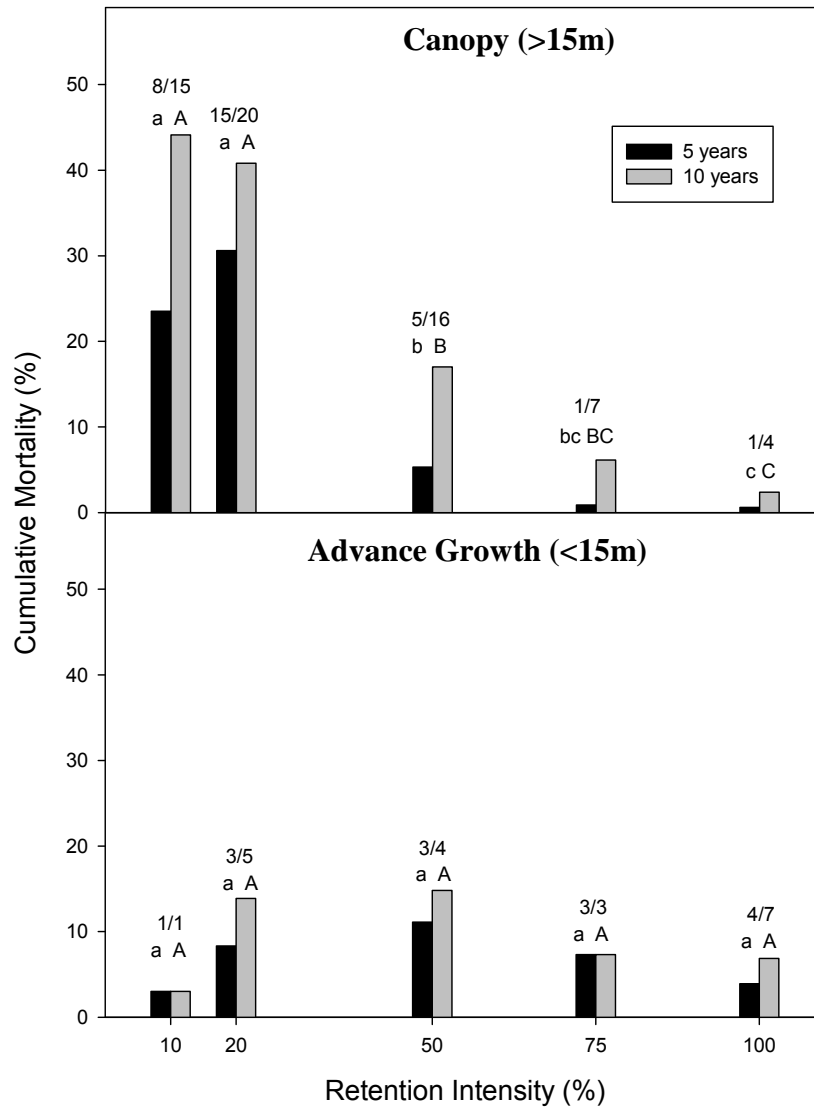 Canopy (>15m)
50
40
30
20
10
0
8/15
a A
15/20
a A
5/16
b B
1/7
bc BC
1/4
c C
5 years
10 years
Cumulative Mortality (%)
Advance Growth (<15m)
50
40
30
20
10
0
1/1
a A
3/5
a A
3/4
a A
3/3
a A
4/7
a A
10 20 50 75 100
Retention Intensity (%)